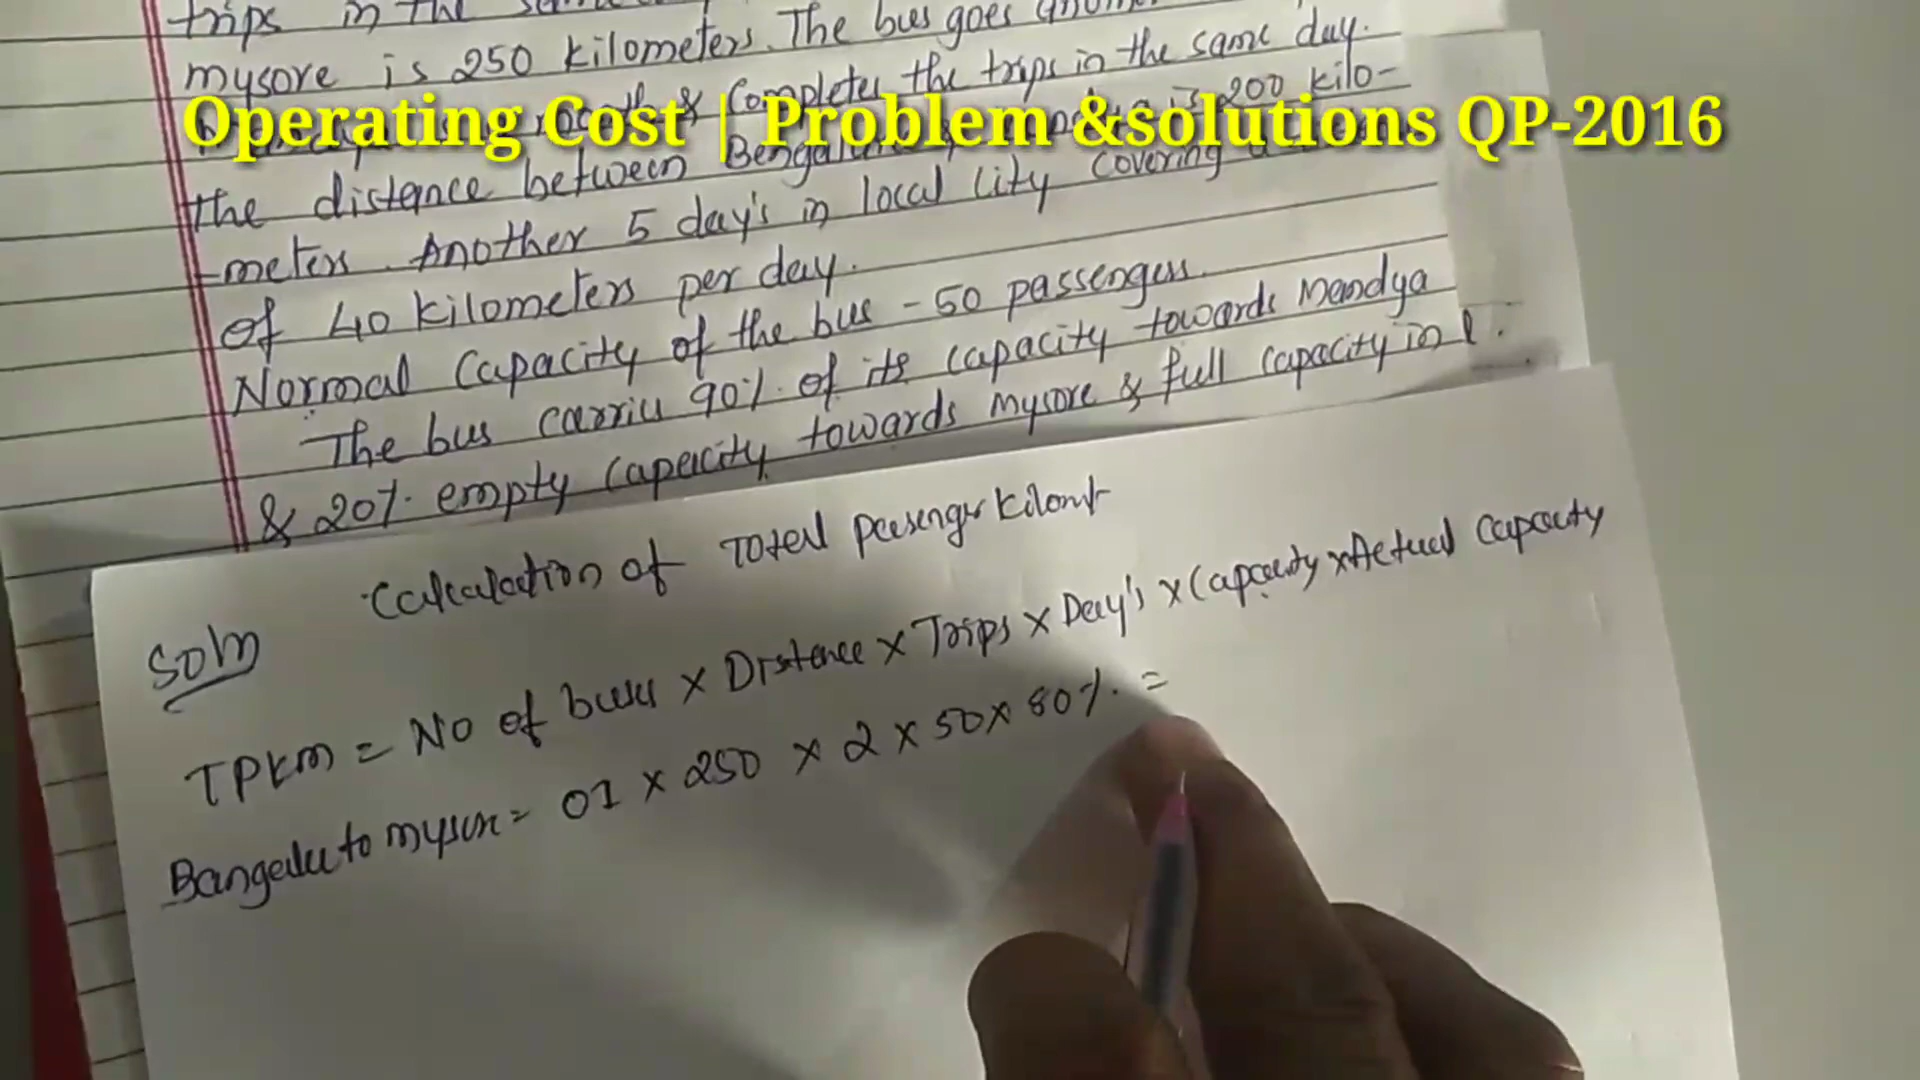 trips in the
mysore is 250 kilometers. The bus goes
& completes the trips in the same day.
Operating Cost | Problem &solutions QP-2016
the distance between Bengaluru is 200 kilo-
-meters. Another 5 day's in local city covering
of 40 kilometers per day.
Normal Capacity of the bus - 50 passengers.
The bus carries 90%. of its capacity towards Mandya
& 20%. empty capacity towards mysore & full capacity in l.
Soln
Calculation of Total passenger kilomt
TPKM = No of buses x Distance x Trips x Day's x Capacity x Actual Capacity
to mysore = 01 x 250 x 2 x 50 x 80%. =